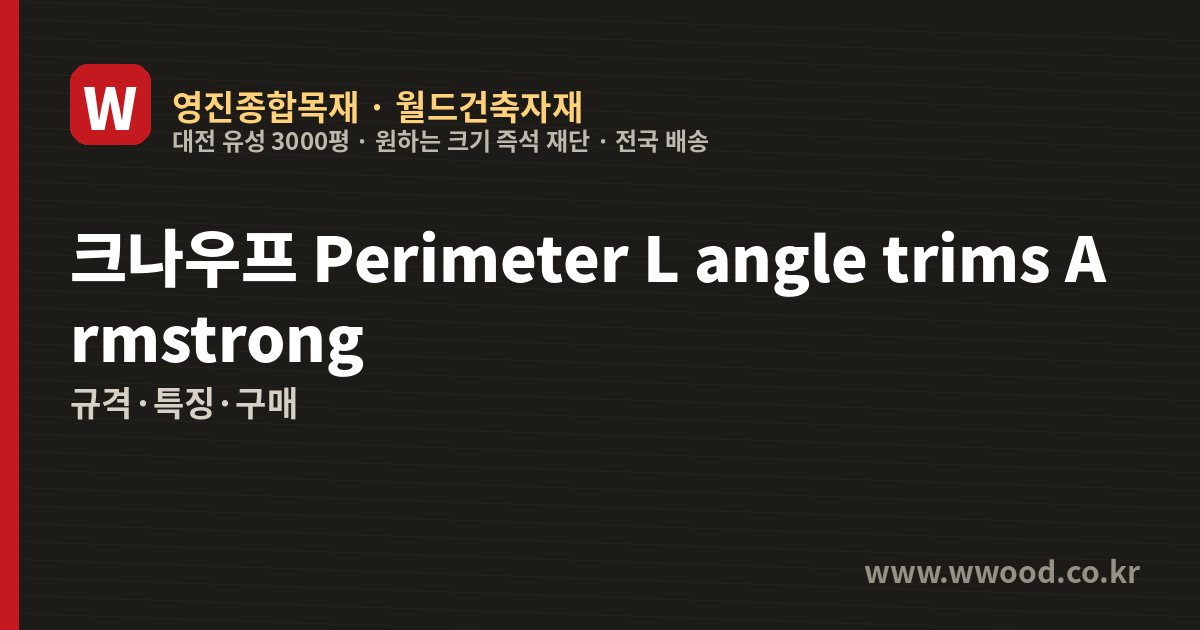 W
영진종합목재 · 월드건축자재
대전 유성 3000평 · 원하는 크기 즉석 재단 · 전국 배송
크나우프 Perimeter L angle trims A
rmstrong
규격·특징·구매
www.wwood.co.kr